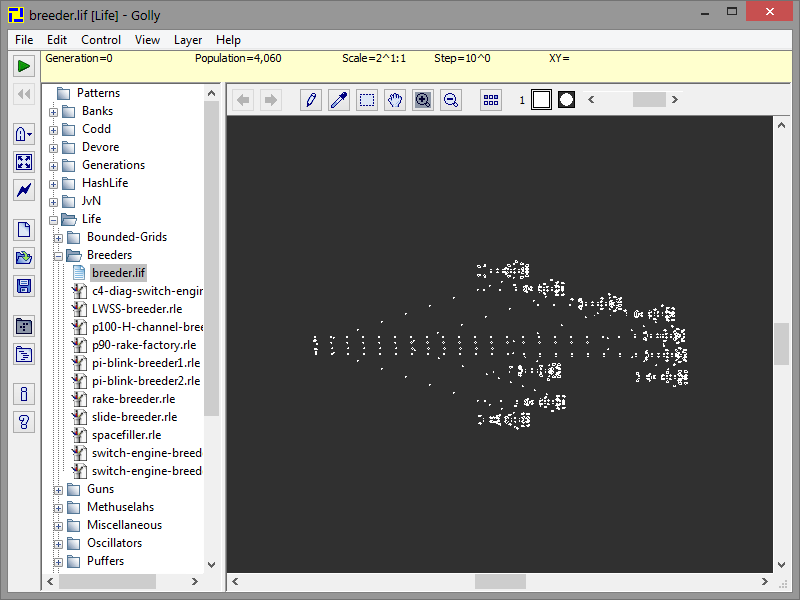 breeder.lif [Life] - Golly
File Edit Control View Layer Help
Generation=0 Population=4,060 Scale=2^1:1 Step=10^0 XY=
1
Patterns
Banks
Codd
Devore
Generations
HashLife
JvN
Life
Bounded-Grids
Breeders
breeder.lif
c4-diag-switch-engin
LWSS-breeder.rle
p100-H-channel-bree
p90-rake-factory.rle
pi-blink-breeder1.rle
pi-blink-breeder2.rle
rake-breeder.rle
slide-breeder.rle
spacefiller.rle
switch-engine-breed
switch-engine-breed
Guns
Methuselahs
Miscellaneous
Oscillators
Puffers